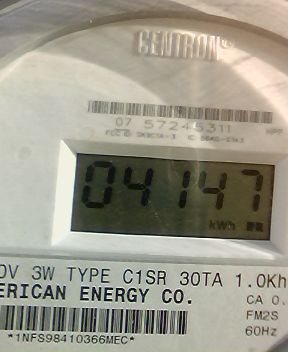 CENTRON®
07 57245311
04147
kWh
0V 3W TYPE C1SR 30TA 1.0Kh
ERICAN ENERGY CO. CA 0.
FM2S
60Hz
*1NFS98410366MEC*